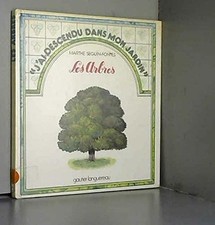 "J'AI DESCENDU DANS MON JARDIN"
MARTINE SEGUIN-FONTES
Les Arbres
gautier-languereau